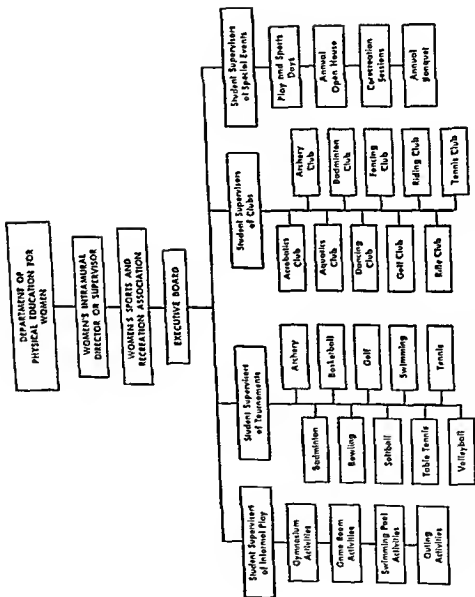 DEPARTMENT OF
PHYSICAL EDUCATION FOR
WOMEN
WOMEN'S INTRAMURAL
DIRECTOR OR SUPERVISOR
WOMEN'S SPORTS AND
RECREATION ASSOCIATION
EXECUTIVE BOARD
Student Supervisors
of Informal Play
Gymnasium
Activities
Game Room
Activities
Swimming Pool
Activities
Outing
Activities
Student Supervisors
of Tournaments
Archery
Badminton
Basketball
Bowling
Golf
Softball
Swimming
Table Tennis
Tennis
Volleyball
Student Supervisors
of Clubs
Acrobatics
Club
Archery
Club
Aquatics
Club
Badminton
Club
Dancing
Club
Fencing
Club
Golf Club
Riding Club
Rifle Club
Tennis Club
Student Supervisors
of Special Events
Play and Sports
Days
Annual
Open House
Corecreation
Sessions
Annual
Banquet